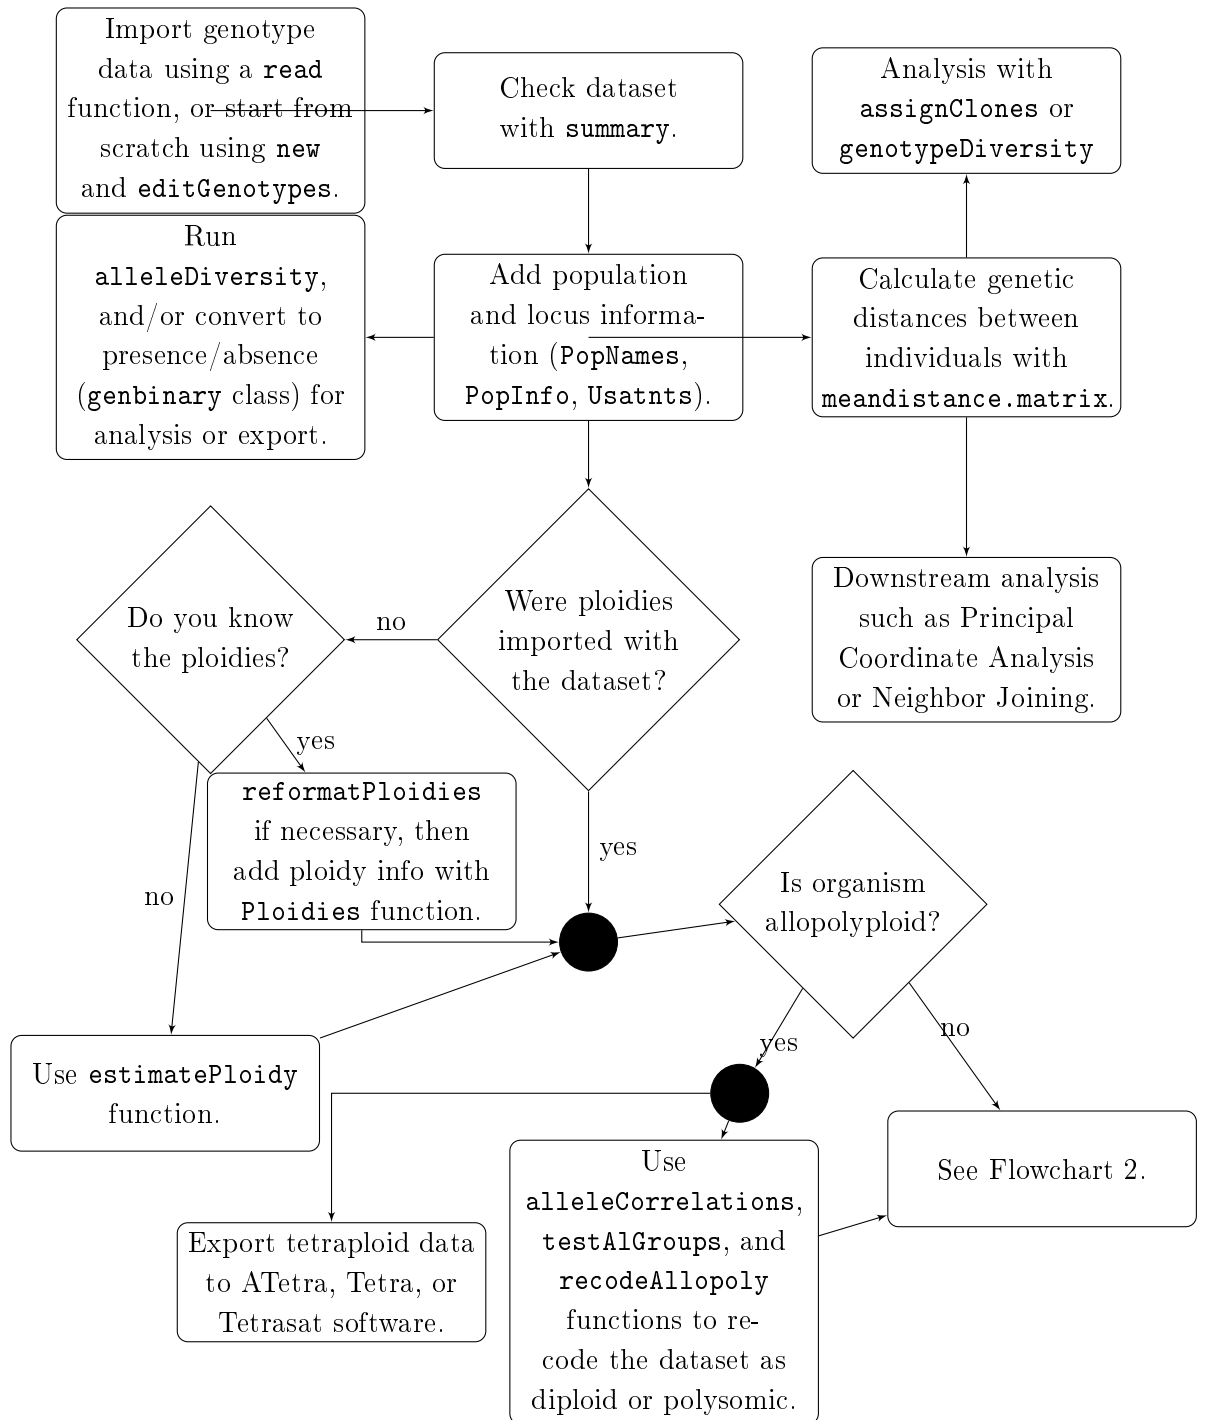 Import genotype
data using a read
function, or start from
scratch using new
and editGenotypes.
Check dataset
with summary.
Analysis with
assignClones or
genotypeDiversity
Run
alleleDiversity,
and/or convert to
presence/absence
(genbinary class) for
analysis or export.
Add population
and locus informa-
tion (PopNames,
PopInfo, Usatnts).
Calculate genetic
distances between
individuals with
meandistance.matrix.
Do you know
the ploidies?
no
Were ploidies
imported with
the dataset?
Downstream analysis
such as Principal
Coordinate Analysis
or Neighbor Joining.
yes
reformatPloidies
if necessary, then
add ploidy info with
Ploidies function.
yes
no
Is organism
allopolyploid?
Use estimatePloidy
function.
yes
no
Export tetraploid data
to ATetra, Tetra, or
Tetrasat software.
Use
alleleCorrelations,
testAlGroups, and
recodeAllopoly
functions to re-
code the dataset as
diploid or polysomic.
See Flowchart 2.